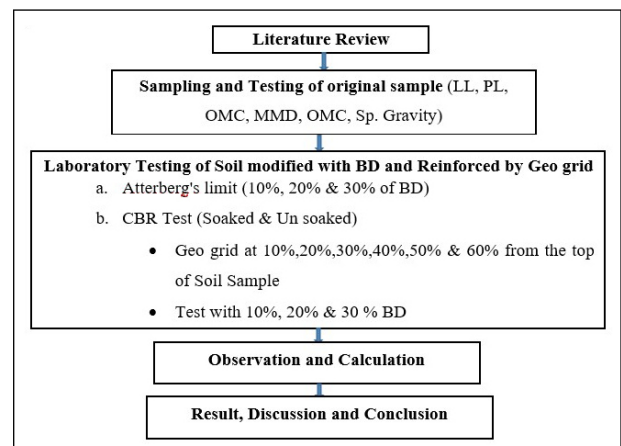 Literature Review
Sampling and Testing of original sample (LL, PL,
OMC, MMD, OMC, Sp. Gravity)
Laboratory Testing of Soil modified with BD and Reinforced by Geo grid
a. Atterberg's limit (10%, 20% & 30% of BD)
b. CBR Test (Soaked & Un soaked)
• Geo grid at 10%,20%,30%,40%,50% & 60% from the top
of Soil Sample
• Test with 10%, 20% & 30 % BD
Observation and Calculation
Result, Discussion and Conclusion